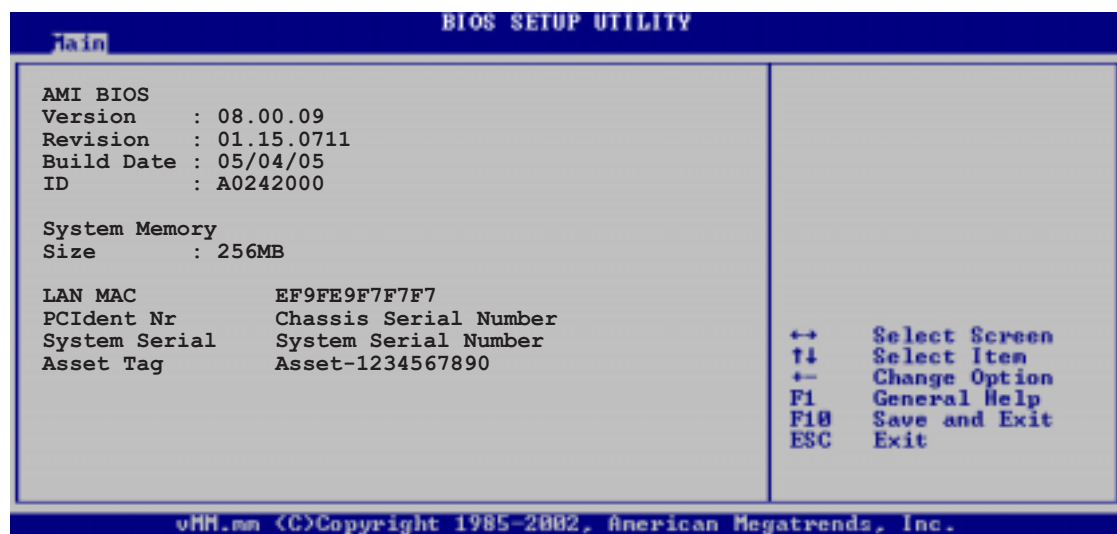 BIOS SETUP UTILITY
Main
AMI BIOS
Version : 08.00.09
Revision : 01.15.0711
Build Date : 05/04/05
ID : A0242000
System Memory
Size : 256MB
LAN MAC EF9FE9F7F7F7
PCIdent Nr Chassis Serial Number
System Serial System Serial Number
Asset Tag Asset-1234567890
↔ Select Screen
↑↓ Select Item
+- Change Option
F1 General Help
F10 Save and Exit
ESC Exit
vMM.mm (C)Copyright 1985-2002, American Megatrends, Inc.